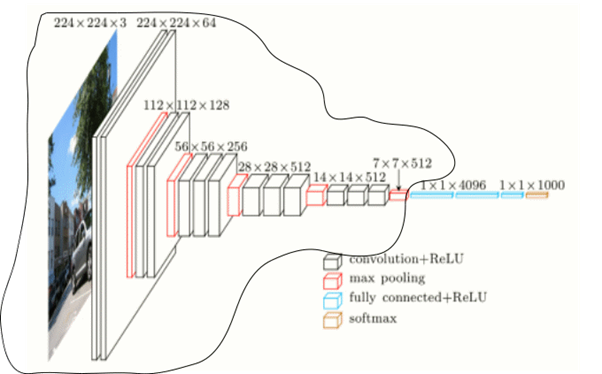 224×224×3
224×224×64
112×112×128
56×56×256
28×28×512
14×14×512
7×7×512
1×1×4096
1×1×1000
convolution+ReLU
max pooling
fully connected+ReLU
softmax